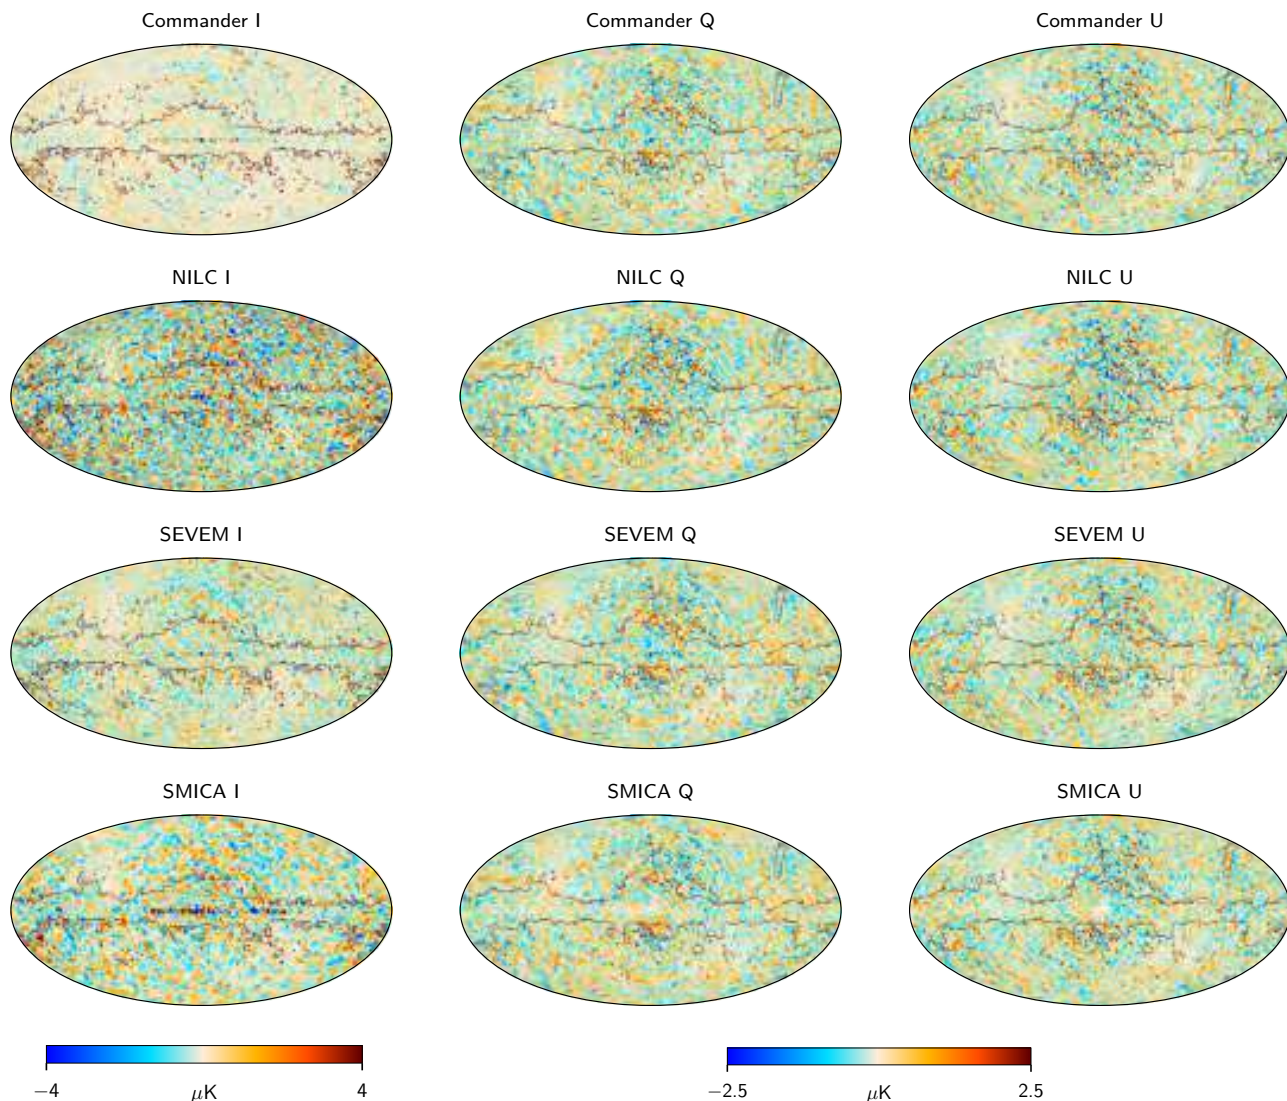 Commander I Commander Q Commander U
NILC I NILC Q NILC U
SEVEM I SEVEM Q SEVEM U
SMICA I SMICA Q SMICA U
−4 μK 4 −2.5 μK 2.5